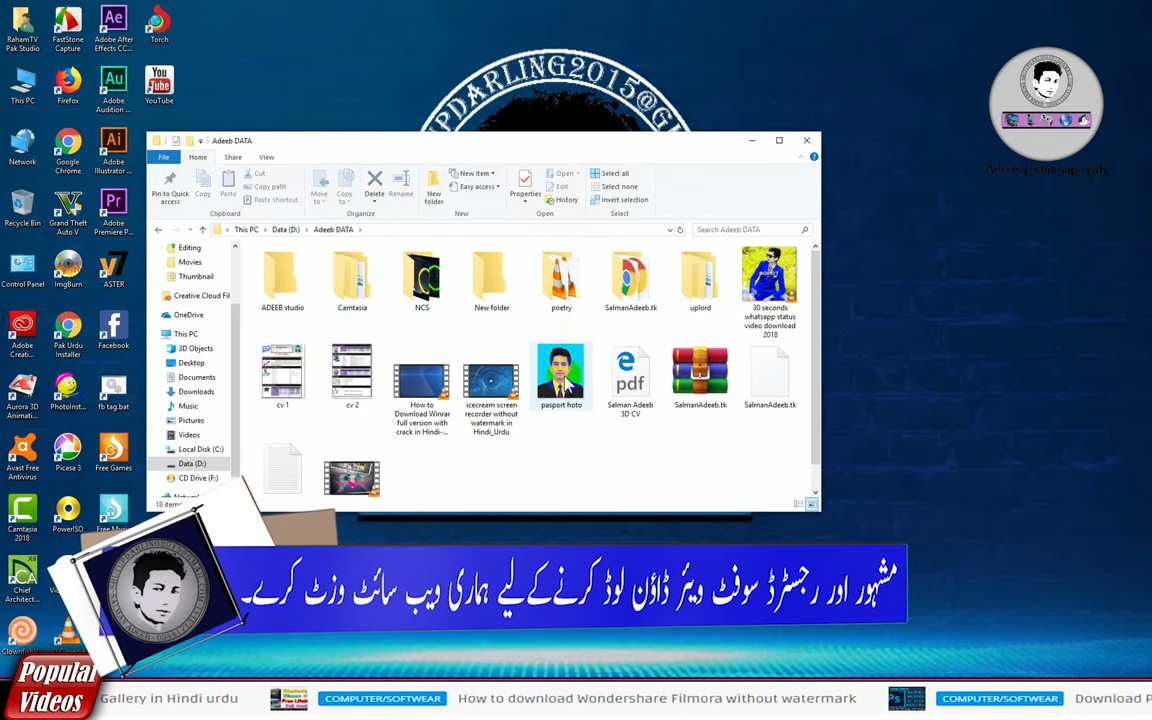 RahamTV
Pak Studio
FastStone
Capture
Adobe After
Effects CC...
Torch
This PC
Firefox
Adobe
Audition ...
YouTube
Network
Google
Chrome
Adobe
Illustrator ...
Recycle Bin
Grand Theft
Auto V
Adobe
Premiere P...
Control Panel
ImgBurn
ASTER
Adobe
Creati...
Pak Urdu
Installer
Facebook
Aurora 3D
Animati...
PhotoInst...
fb tag.bat
Avast Free
Antivirus
Picasa 3
Free Games
Camtasia
2018
PowerISO
Free Mu
Chief
Architect...
Clownfish
Adeeb DATA
File
Home
Share
View
Pin to Quick
access
Copy
Paste
Cut
Copy path
Paste shortcut
Clipboard
Move
to
Copy
to
Delete
Rename
Organize
New
folder
New item
Easy access
New
Properties
Open
Edit
History
Open
Select all
Select none
Invert selection
Select
This PC > Data (D:) > Adeeb DATA >
Search Adeeb DATA
Editing
Movies
Thumbnail
Creative Cloud Fil
OneDrive
This PC
3D Objects
Desktop
Documents
Downloads
Music
Pictures
Videos
Local Disk (C:)
Data (D:)
CD Drive (F:)
18 items
ADEEB studio
Camtasia
NCS
New folder
poetry
SalmanAdeeb.tk
uplord
30 seconds
whatsapp status
video download
2018
cv 1
cv 2
How to
Download Winrar
full version with
crack in Hindi-...
icecream screen
recorder without
watermark in
Hindi_Urdu
pasport hoto
Salman Adeeb
3D CV
SalmanAdeeb.tk
SalmanAdeeb.tk
مشہور اور رجسٹرڈ سوفٹ ویئر ڈاؤن لوڈ کرنے کے لیے ہماری ویب سائٹ وزٹ کرے۔
Popular
Videos
Gallery in Hindi urdu
COMPUTER/SOFTWEAR
How to download Wondershare Filmora without watermark
COMPUTER/SOFTWEAR
Download P